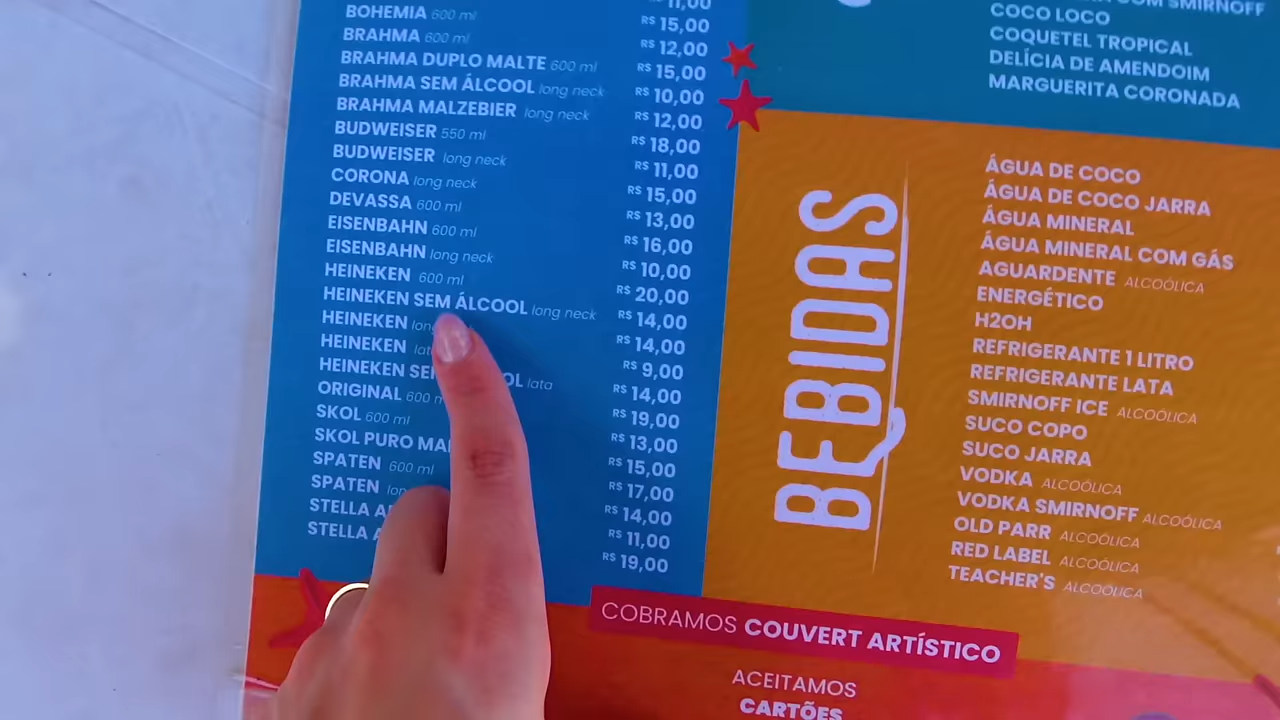 11,00
BOHEMIA 600 ml R$ 15,00
BRAHMA 600 ml R$ 12,00
BRAHMA DUPLO MALTE 600 ml R$ 15,00
BRAHMA SEM ÁLCOOL long neck R$ 10,00
BRAHMA MALZEBIER long neck R$ 12,00
BUDWEISER 550 ml R$ 18,00
BUDWEISER long neck R$ 11,00
CORONA long neck R$ 15,00
DEVASSA 600 ml R$ 13,00
EISENBAHN 600 ml R$ 16,00
EISENBAHN long neck R$ 10,00
HEINEKEN 600 ml R$ 20,00
HEINEKEN SEM ÁLCOOL long neck R$ 14,00
HEINEKEN R$ 14,00
HEINEKEN R$ 9,00
HEINEKEN lata R$ 14,00
ORIGINAL 600 R$ 19,00
SKOL 600 ml R$ 13,00
SKOL PURO R$ 15,00
SPATEN 600 ml R$ 17,00
SPATEN R$ 14,00
STELLA R$ 11,00
STELLA R$ 19,00
COM SMIRNOFF
COCO LOCO
COQUETEL TROPICAL
DELÍCIA DE AMENDOIM
MARGUERITA CORONADA
BEBIDAS
ÁGUA DE COCO
ÁGUA DE COCO JARRA
ÁGUA MINERAL
ÁGUA MINERAL COM GÁS
AGUARDENTE ALCOÓLICA
ENERGÉTICO
H2OH
REFRIGERANTE 1 LITRO
REFRIGERANTE LATA
SMIRNOFF ICE ALCOÓLICA
SUCO COPO
SUCO JARRA
VODKA ALCOÓLICA
VODKA SMIRNOFF ALCOÓLICA
OLD PARR ALCOÓLICA
RED LABEL ALCOÓLICA
TEACHER'S ALCOÓLICA
COBRAMOS COUVERT ARTÍSTICO
ACEITAMOS
CARTÕES